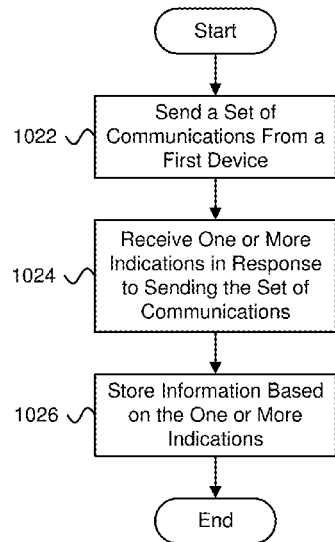 Start
Send a Set of
Communications From a
First Device
1022
Receive One or More
Indications in Response
to Sending the Set of
Communications
1024
Store Information Based
on the One or More
Indications
1026
End